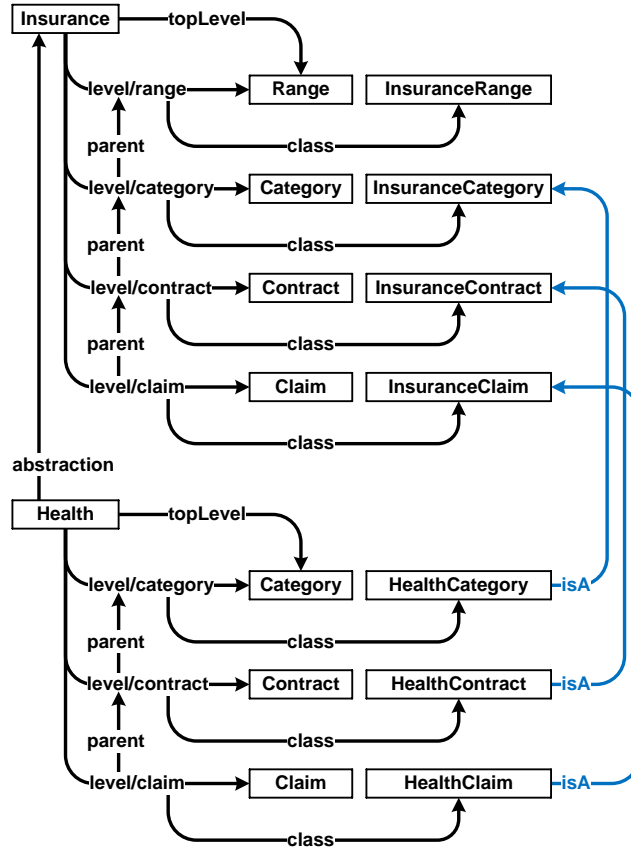 Insurance topLevel
level/range Range InsuranceRange
parent class
level/category Category InsuranceCategory
parent class
level/contract Contract InsuranceContract
parent class
level/claim Claim InsuranceClaim
class
abstraction
Health topLevel
level/category Category HealthCategory isA
parent class
level/contract Contract HealthContract isA
parent class
level/claim Claim HealthClaim isA
class